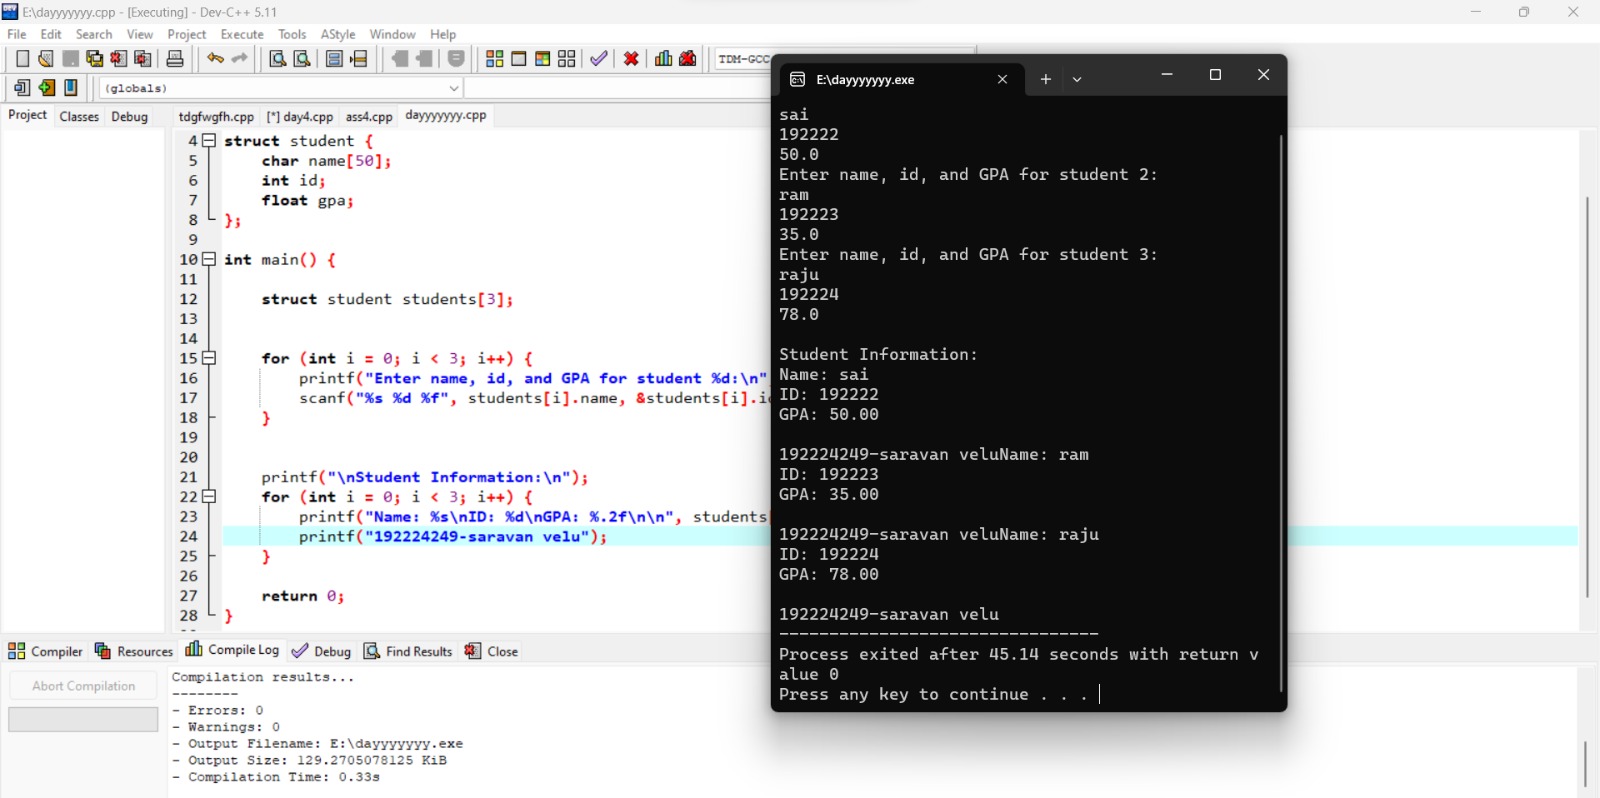 E:\dayyyyyyy.cpp - [Executing] - Dev-C++ 5.11
File Edit Search View Project Execute Tools AStyle Window Help
TDM-GCC
(globals)
Project Classes Debug
tdgfwgfh.cpp [*] day4.cpp ass4.cpp dayyyyyyy.cpp
4 struct student {
5 char name[50];
6 int id;
7 float gpa;
8 };
9
10 int main() {
11
12 struct student students[3];
13
14
15 for (int i = 0; i < 3; i++) {
16 printf("Enter name, id, and GPA for student %d:\n"
17 scanf("%s %d %f", students[i].name, &students[i].i
18 }
19
20
21 printf("\nStudent Information:\n");
22 for (int i = 0; i < 3; i++) {
23 printf("Name: %s\nID: %d\nGPA: %.2f\n\n", students
24 printf("192224249-saravan velu");
25 }
26
27 return 0;
28 }
E:\dayyyyyyy.exe
sai
192222
50.0
Enter name, id, and GPA for student 2:
ram
192223
35.0
Enter name, id, and GPA for student 3:
raju
192224
78.0
Student Information:
Name: sai
ID: 192222
GPA: 50.00
192224249-saravan veluName: ram
ID: 192223
GPA: 35.00
192224249-saravan veluName: raju
ID: 192224
GPA: 78.00
192224249-saravan velu
--------------------------------
Process exited after 45.14 seconds with return v
alue 0
Press any key to continue . . .
Compiler Resources Compile Log Debug Find Results Close
Abort Compilation
Compilation results...
--------
- Errors: 0
- Warnings: 0
- Output Filename: E:\dayyyyyyy.exe
- Output Size: 129.2705078125 KiB
- Compilation Time: 0.33s